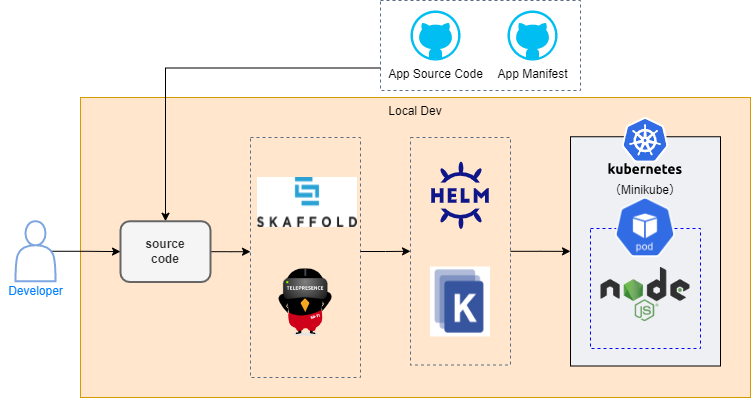 App Source Code
App Manifest
Local Dev
Developer
source
code
SKAFFOLD
TELEPRESENCE
HELM
K
kubernetes
（Minikube）
pod
node
JS